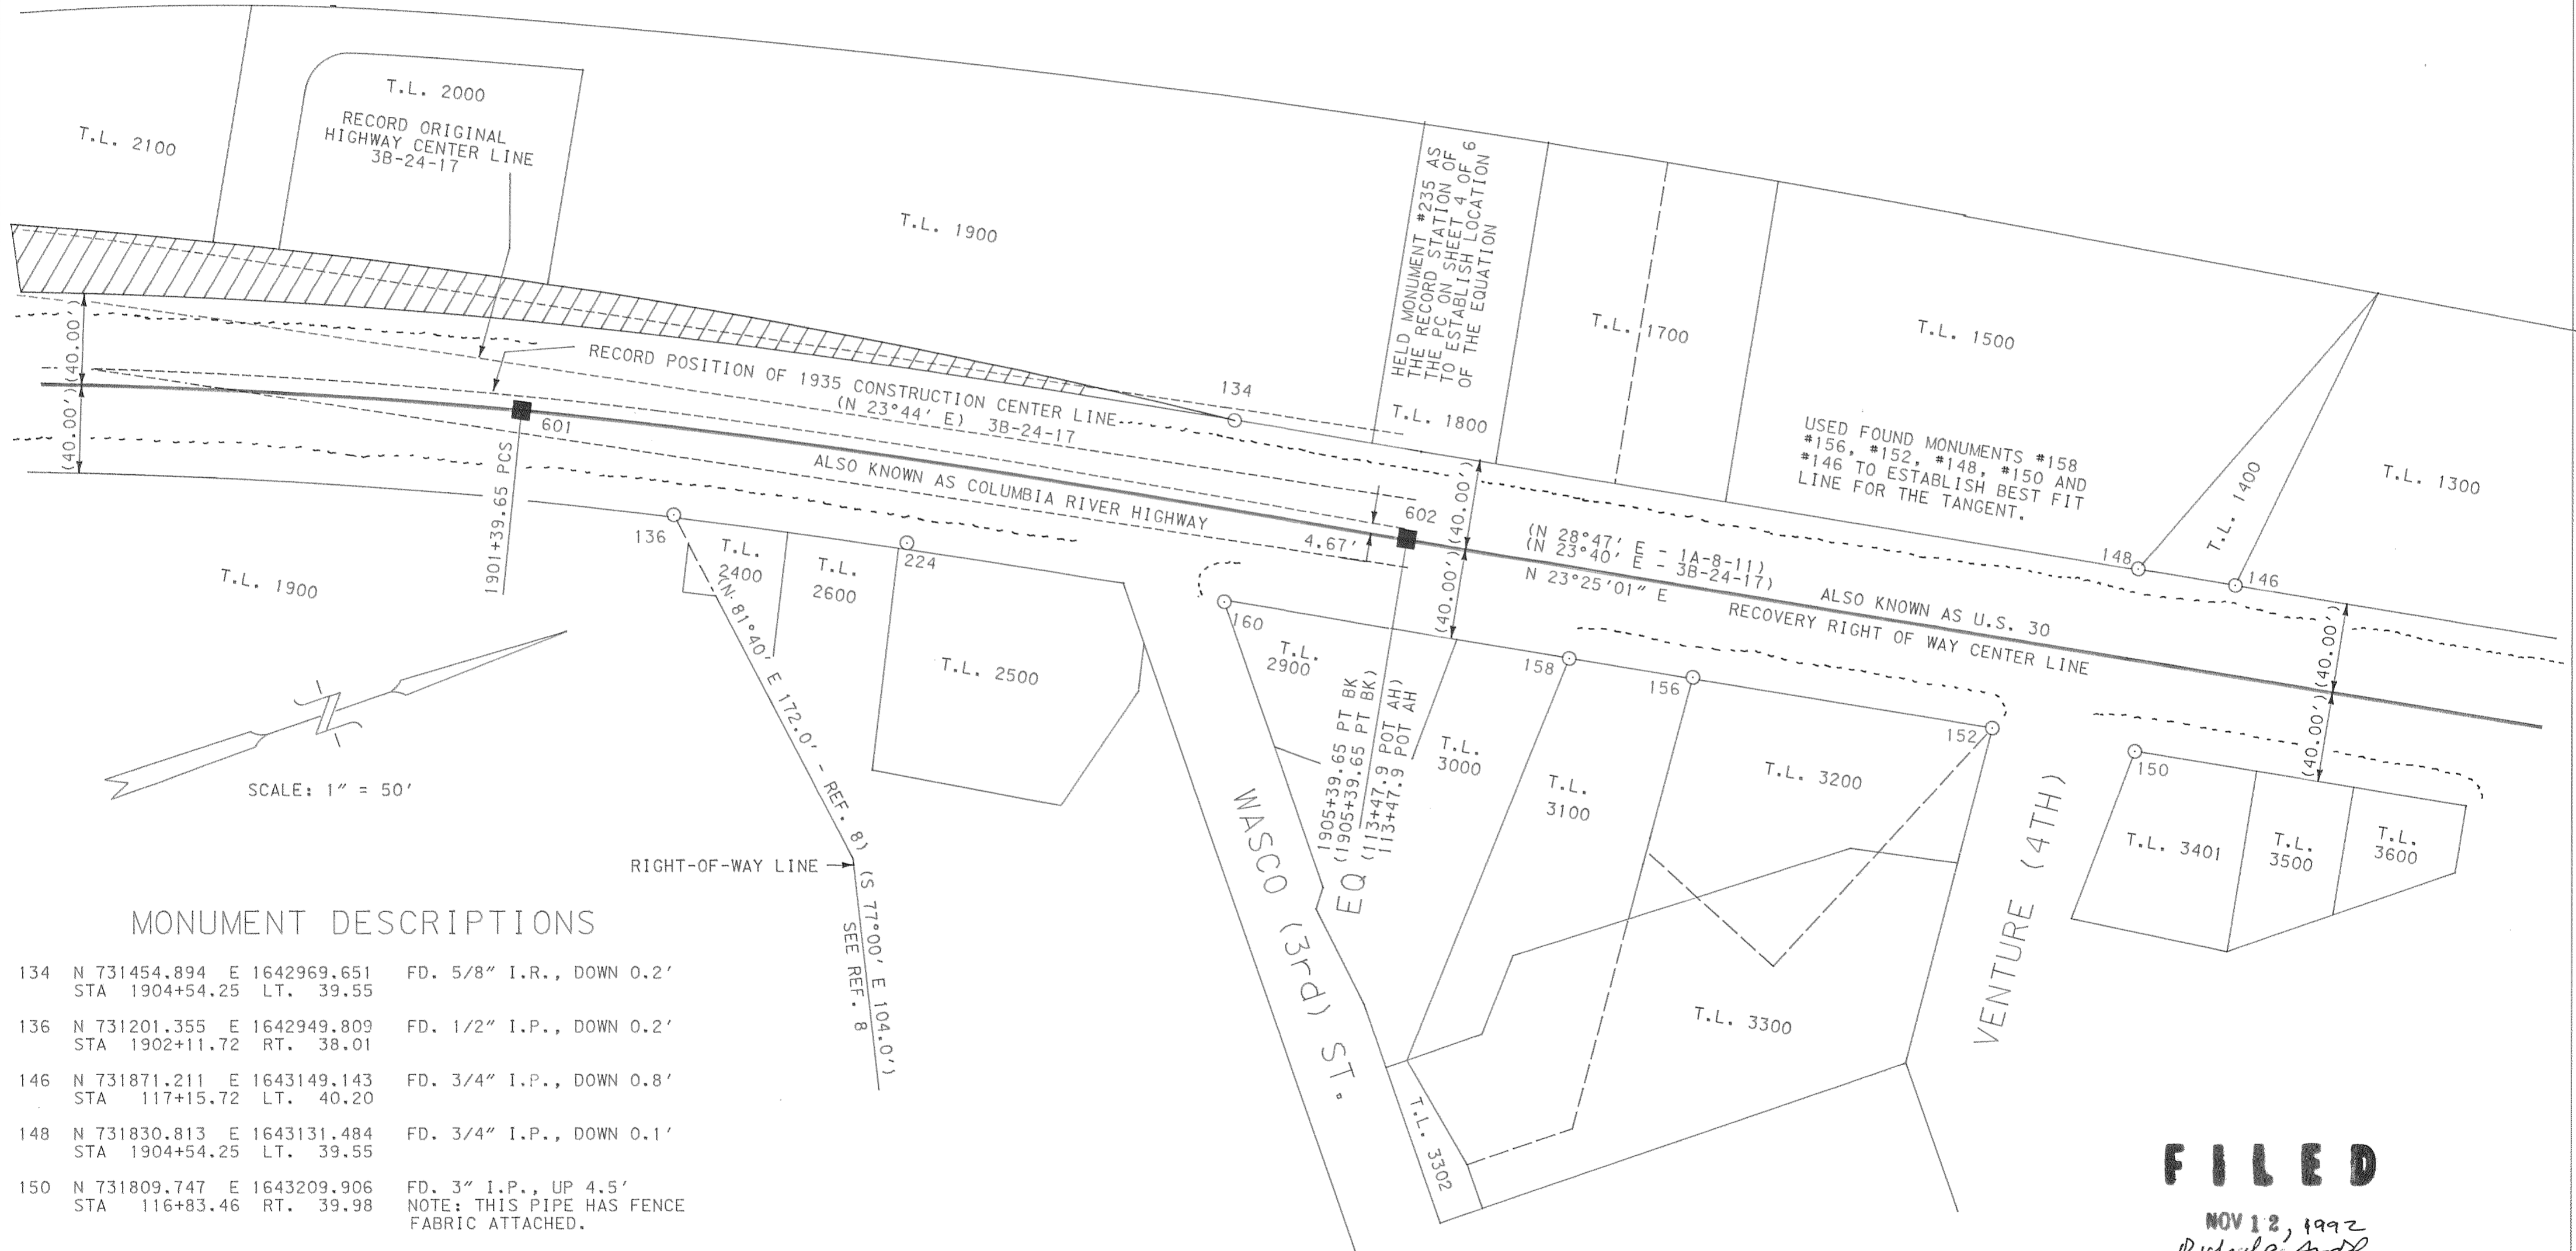 T.L. 2100
T.L. 2000
RECORD ORIGINAL
HIGHWAY CENTER LINE
3B-24-17
T.L. 1900
HELD MONUMENT #235 AS
THE RECORD STATION OF
THE PC ON SHEET 4 OF 6
TO ESTABLISH LOCATION
OF THE EQUATION
T.L. 1800
T.L. 1700
T.L. 1500
USED FOUND MONUMENTS #158
#156, #152, #148, #150 AND
#146 TO ESTABLISH BEST FIT
LINE FOR THE TANGENT.
T.L. 1400
T.L. 1300
(40.00')
(40.00')
RECORD POSITION OF 1935 CONSTRUCTION CENTER LINE
(N 23°44' E) 3B-24-17
134
601
1901+39.65 PCS
ALSO KNOWN AS COLUMBIA RIVER HIGHWAY
4.67'
602
(40.00')
(40.00')
(N 28°47' E - 1A-8-11)
(N 23°40' E - 3B-24-17)
N 23°25'01" E
ALSO KNOWN AS U.S. 30
RECOVERY RIGHT OF WAY CENTER LINE
148
146
(40.00')
(40.00')
T.L. 1900
136
T.L.
2400
T.L.
2600
224
T.L. 2500
(N 81°40' E 172.0' - REF. 8)
RIGHT-OF-WAY LINE
(S 77°00' E 104.0')
SEE REF. 8
160
T.L.
2900
1905+39.65 PT BK
EQ (1905+39.65 PT BK)
(113+47.9 POT AH)
113+47.9 POT AH
T.L.
3000
158
156
152
T.L.
3100
T.L. 3200
T.L. 3300
T.L. 3302
WASCO (3rd) ST.
VENTURE (4TH)
150
T.L. 3401
T.L.
3500
T.L.
3600
SCALE: 1" = 50'
MONUMENT DESCRIPTIONS
134 N 731454.894 E 1642969.651 FD. 5/8" I.R., DOWN 0.2'
STA 1904+54.25 LT. 39.55
136 N 731201.355 E 1642949.809 FD. 1/2" I.P., DOWN 0.2'
STA 1902+11.72 RT. 38.01
146 N 731871.211 E 1643149.143 FD. 3/4" I.P., DOWN 0.8'
STA 117+15.72 LT. 40.20
148 N 731830.813 E 1643131.484 FD. 3/4" I.P., DOWN 0.1'
STA 1904+54.25 LT. 39.55
150 N 731809.747 E 1643209.906 FD. 3" I.P., UP 4.5'
STA 116+83.46 RT. 39.98 NOTE: THIS PIPE HAS FENCE
FABRIC ATTACHED.
FILED
NOV 12, 1992